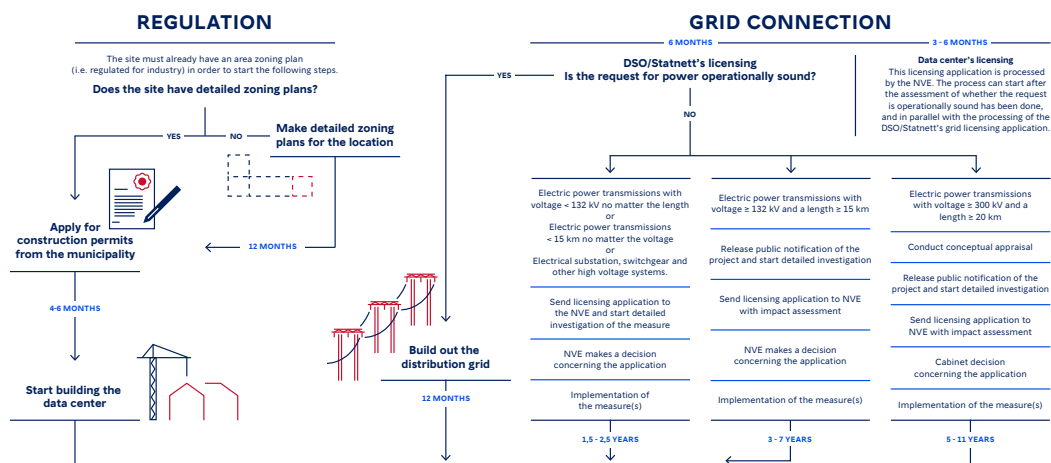 REGULATION
The site must already have an area zoning plan
(i.e. regulated for industry) in order to start the following steps.
Does the site have detailed zoning plans?
YES
NO
Make detailed zoning
plans for the location
12 MONTHS
Apply for
construction permits
from the municipality
4-6 MONTHS
Start building the
data center
GRID CONNECTION
6 MONTHS
3 - 6 MONTHS
DSO/Statnett's licensing
Is the request for power operationally sound?
YES
NO
Data center's licensing
This licensing application is processed
by the NVE. The process can start after
the assessment of whether the request
is operationally sound has been done,
and in parallel with the processing of the
DSO/Statnett's grid licensing application.
Build out the
distribution grid
12 MONTHS
Electric power transmissions with
voltage < 132 kV no matter the length
or
Electric power transmissions
< 15 km no matter the voltage
or
Electrical substation, switchgear and
other high voltage systems.
Send licensing application to
the NVE and start detailed
investigation of the measure
NVE makes a decision
concerning the application
Implementation of
the measure(s)
1,5 - 2,5 YEARS
Electric power transmissions with
voltage ≥ 132 kV and a length ≥ 15 km
Release public notification of the
project and start detailed investigation
Send licensing application to NVE
with impact assessment
NVE makes a decision
concerning the application
Implementation of the measure(s)
3 - 7 YEARS
Electric power transmissions
with voltage ≥ 300 kV and a
length ≥ 20 km
Conduct conceptual appraisal
Release public notification of the
project and start detailed investigation
Send licensing application to
NVE with impact assessment
Cabinet decision
concerning the application
Implementation of the measure(s)
5 - 11 YEARS